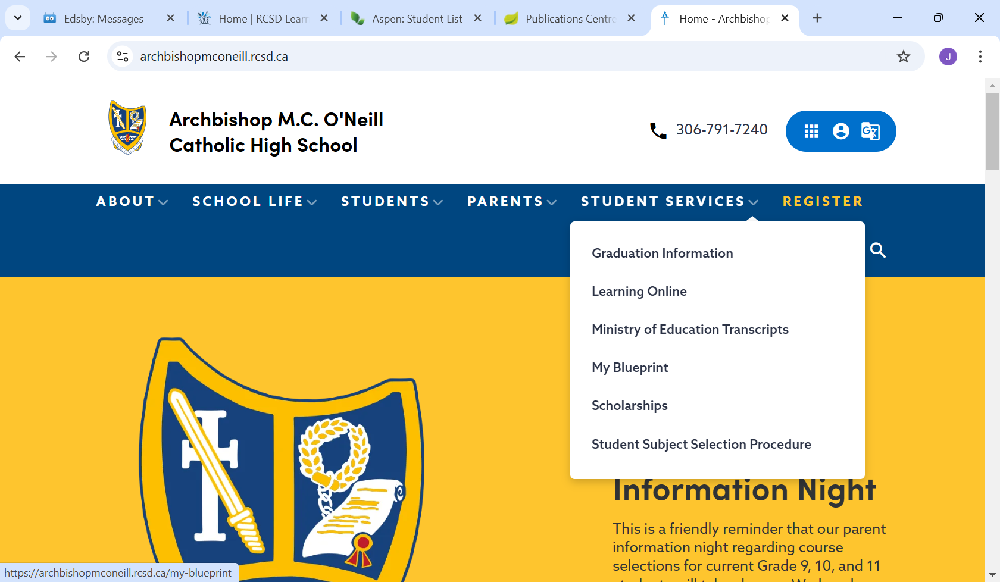 Edsby: Messages
Home | RCSD Learn
Aspen: Student List
Publications Centre
Home - Archbishop
archbishopmconeill.rcsd.ca
J
Archbishop M.C. O'Neill
Catholic High School
306-791-7240
ABOUT
SCHOOL LIFE
STUDENTS
PARENTS
STUDENT SERVICES
REGISTER
Graduation Information
Learning Online
Ministry of Education Transcripts
My Blueprint
Scholarships
Student Subject Selection Procedure
Information Night
This is a friendly reminder that our parent
information night regarding course
selections for current Grade 9, 10, and 11
https://archbishopmconeill.rcsd.ca/my-blueprint